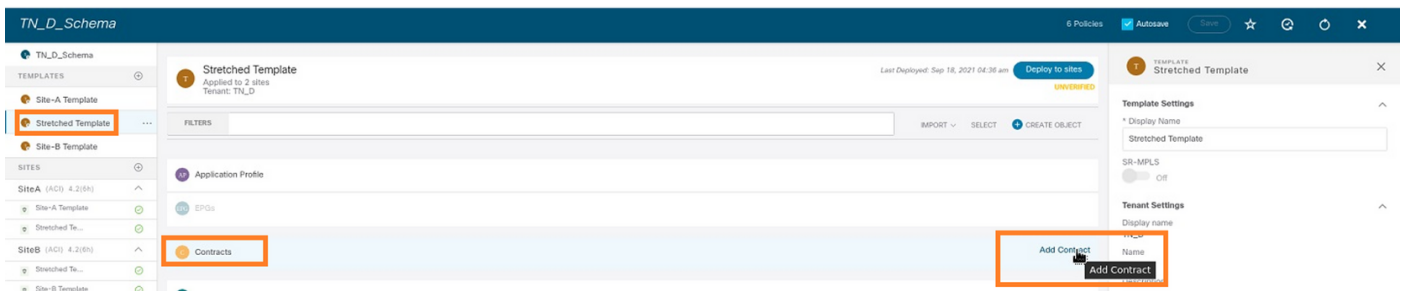 TN_D_Schema
6 Policies
Autosave
Save
TN_D_Schema
TEMPLATES
Site-A Template
Stretched Template
Site-B Template
SITES
SiteA (ACI) 4.2(6h)
Site-A Template
Stretched Te...
SiteB (ACI) 4.2(6h)
Stretched Te...
Site-B Template
T
Stretched Template
Applied to 2 sites
Tenant: TN_D
Last Deployed: Sep 18, 2021 04:36 am
Deploy to sites
UNVERIFIED
FILTERS
IMPORT
SELECT
CREATE OBJECT
AP
Application Profile
EPG
EPGs
Contracts
Add Contract
Add Contract
T
TEMPLATE
Stretched Template
Template Settings
* Display Name
Stretched Template
SR-MPLS
Off
Tenant Settings
Display name
TN_D
Name